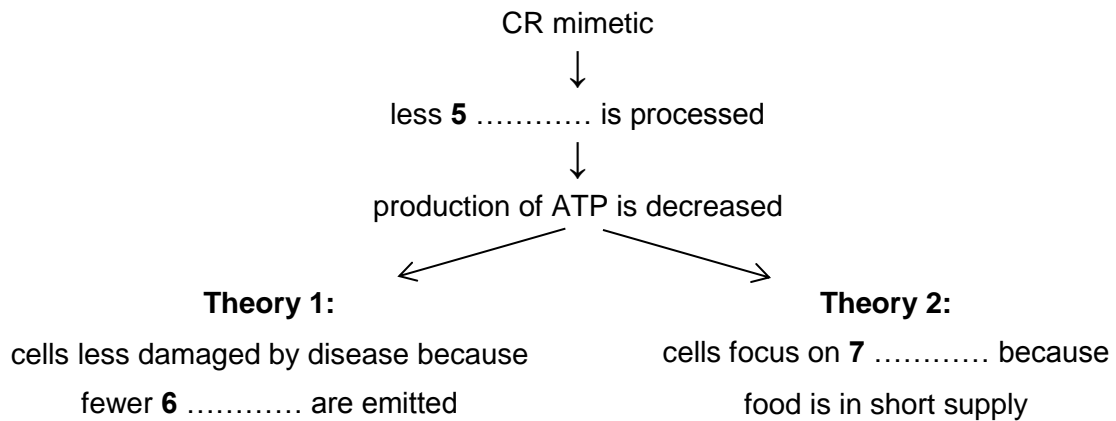 CR mimetic
less 5 ………… is processed
production of ATP is decreased
Theory 1:
cells less damaged by disease because
fewer 6 ………… are emitted
Theory 2:
cells focus on 7 ………… because
food is in short supply